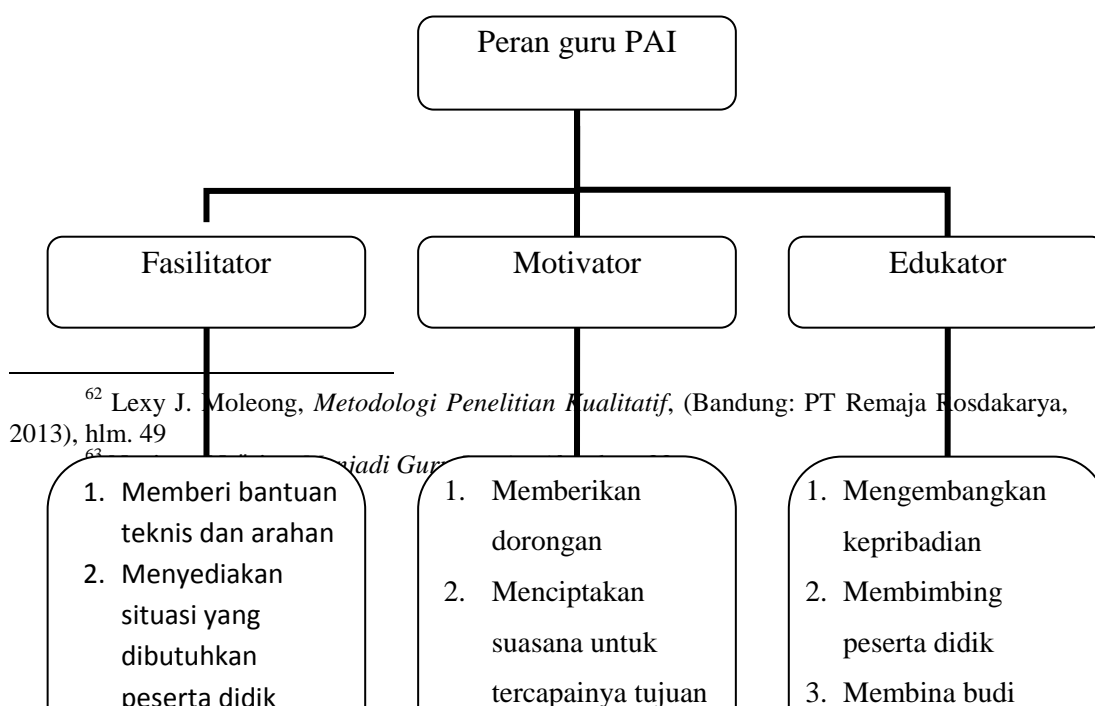 Peran guru PAI
Fasilitator
Motivator
Edukator
62 Lexy J. Moleong, Metodologi Penelitian Kualitatif, (Bandung: PT Remaja Rosdakarya,
2013), hlm. 49
63
1. Memberi bantuan
teknis dan arahan
2. Menyediakan
situasi yang
dibutuhkan
peserta didik
1. Memberikan
dorongan
2. Menciptakan
suasana untuk
tercapainya tujuan
1. Mengembangkan
kepribadian
2. Membimbing
peserta didik
3. Membina budi